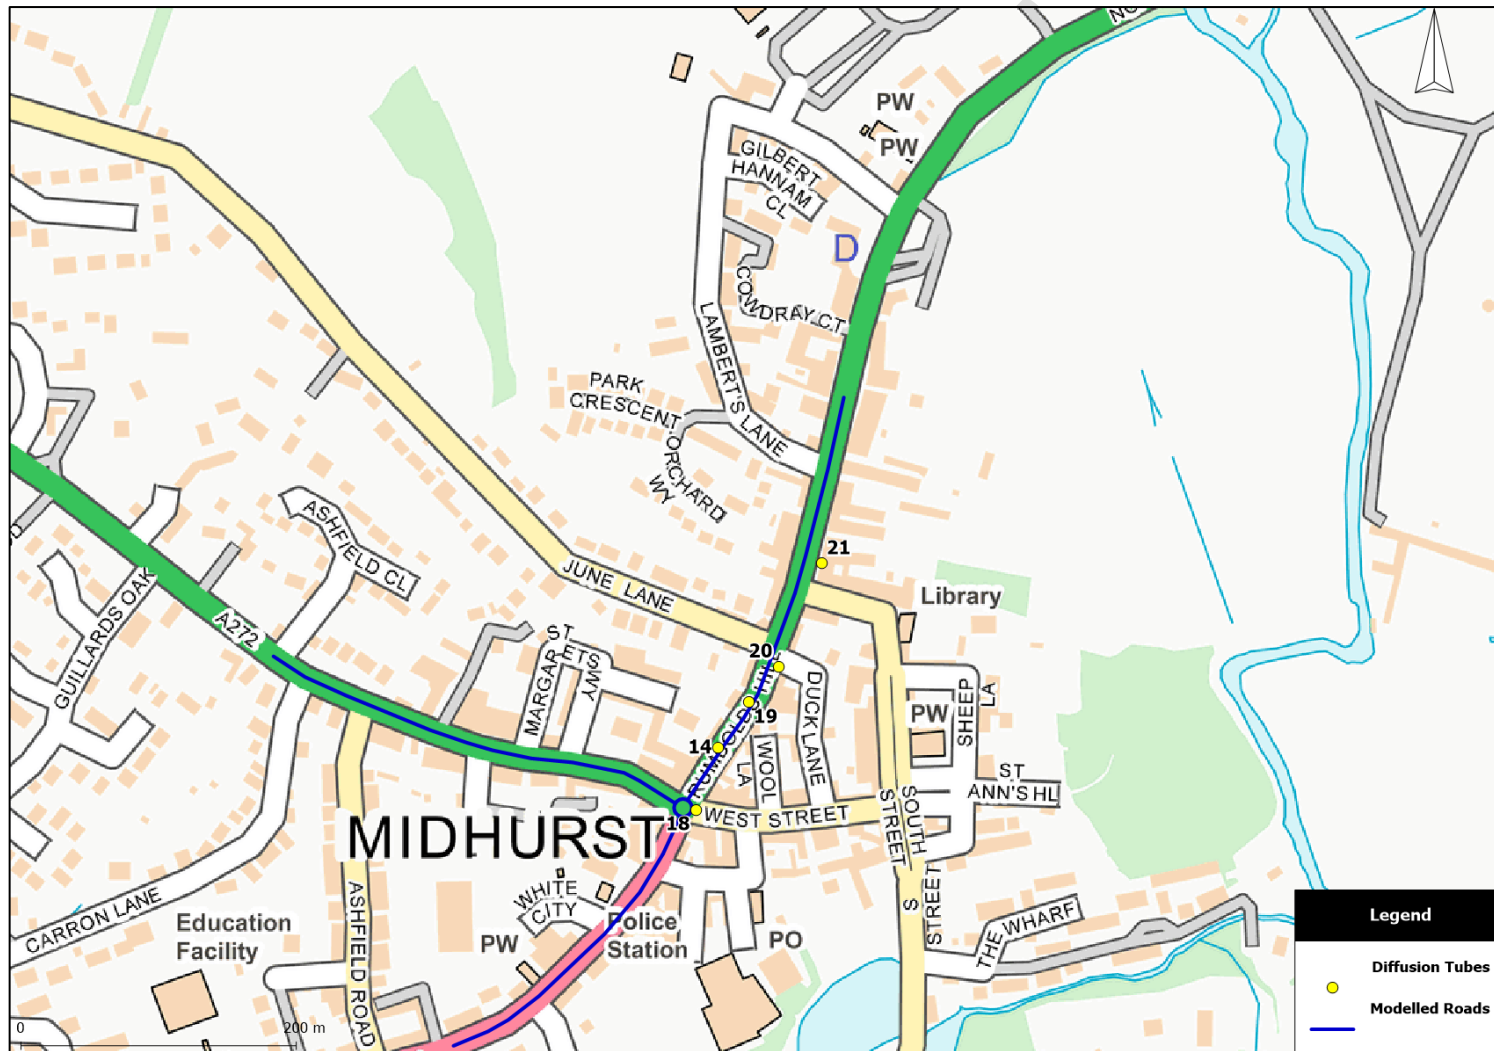 PW
PW
GILBERT
HANNAM
CL
D
COWDRAY CT
LAMBERT'S LANE
PARK
CRESCENT
ORCHARD
WY
ASHFIELD CL
21
JUNE LANE
Library
GUILLARDS OAK
A272
ST
MARGARETS
WY
20
DUCK LANE
SHEEP
LA
PW
19
14
RUMBOLDS HILL
WOOL
LA
ST
ANN'S HL
WEST STREET
18
MIDHURST
SOUTH
STREET
WHITE
CITY
Police
Station
S
STREET
THE WHARF
CARRON LANE
Education
Facility
ASHFIELD ROAD
PW
PO
0
200 m
Legend
Diffusion Tubes
Modelled Roads